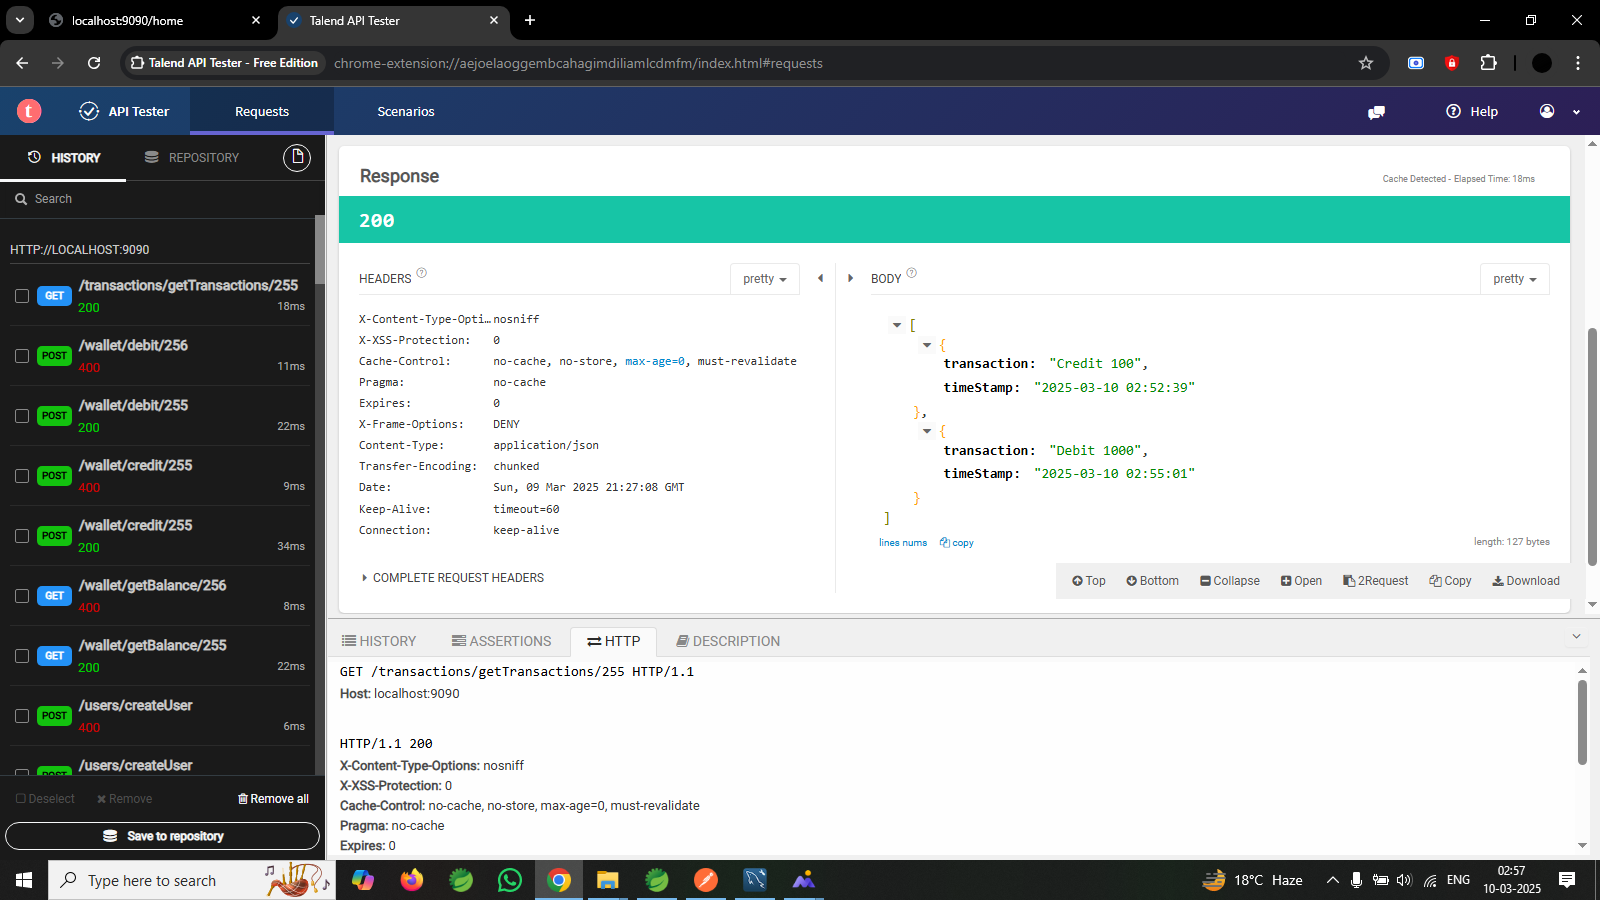 localhost:9090/home
Talend API Tester
Talend API Tester - Free Edition
chrome-extension://aejoelaoggembcahagimdiliamlcdmfm/index.html#requests
t
API Tester
Requests
Scenarios
Help
HISTORY
REPOSITORY
Search
HTTP://LOCALHOST:9090
GET
/transactions/getTransactions/255
200
18ms
POST
/wallet/debit/256
400
11ms
POST
/wallet/debit/255
200
22ms
POST
/wallet/credit/255
400
9ms
POST
/wallet/credit/255
200
34ms
GET
/wallet/getBalance/256
400
8ms
GET
/wallet/getBalance/255
200
22ms
POST
/users/createUser
400
6ms
POST
/users/createUser
Deselect
Remove
Remove all
Save to repository
Response
Cache Detected - Elapsed Time: 18ms
200
HEADERS
pretty
X-Content-Type-Opti… nosniff
X-XSS-Protection: 0
Cache-Control: no-cache, no-store, max-age=0, must-revalidate
Pragma: no-cache
Expires: 0
X-Frame-Options: DENY
Content-Type: application/json
Transfer-Encoding: chunked
Date: Sun, 09 Mar 2025 21:27:08 GMT
Keep-Alive: timeout=60
Connection: keep-alive
COMPLETE REQUEST HEADERS
BODY
pretty
[
{
transaction: "Credit 100",
timeStamp: "2025-03-10 02:52:39"
},
{
transaction: "Debit 1000",
timeStamp: "2025-03-10 02:55:01"
}
]
lines nums
copy
length: 127 bytes
Top
Bottom
Collapse
Open
2Request
Copy
Download
HISTORY
ASSERTIONS
HTTP
DESCRIPTION
GET /transactions/getTransactions/255 HTTP/1.1
Host: localhost:9090
HTTP/1.1 200
X-Content-Type-Options: nosniff
X-XSS-Protection: 0
Cache-Control: no-cache, no-store, max-age=0, must-revalidate
Pragma: no-cache
Expires: 0
Type here to search
18°C Haze
ENG
02:57
10-03-2025